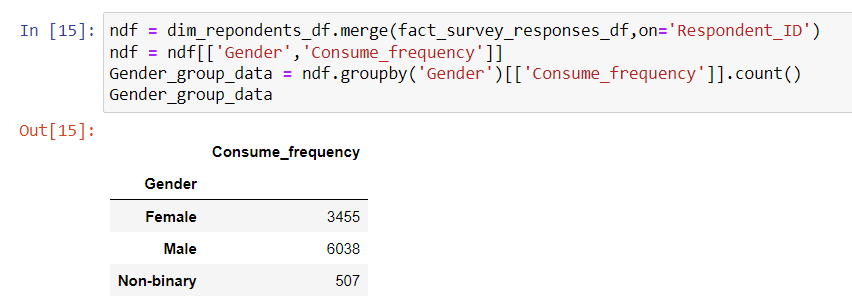 In [15]: ndf = dim_repondents_df.merge(fact_survey_responses_df,on='Respondent_ID')
ndf = ndf[['Gender','Consume_frequency']]
Gender_group_data = ndf.groupby('Gender')[['Consume_frequency']].count()
Gender_group_data
Out[15]:
Consume_frequency
Gender
Female 3455
Male 6038
Non-binary 507